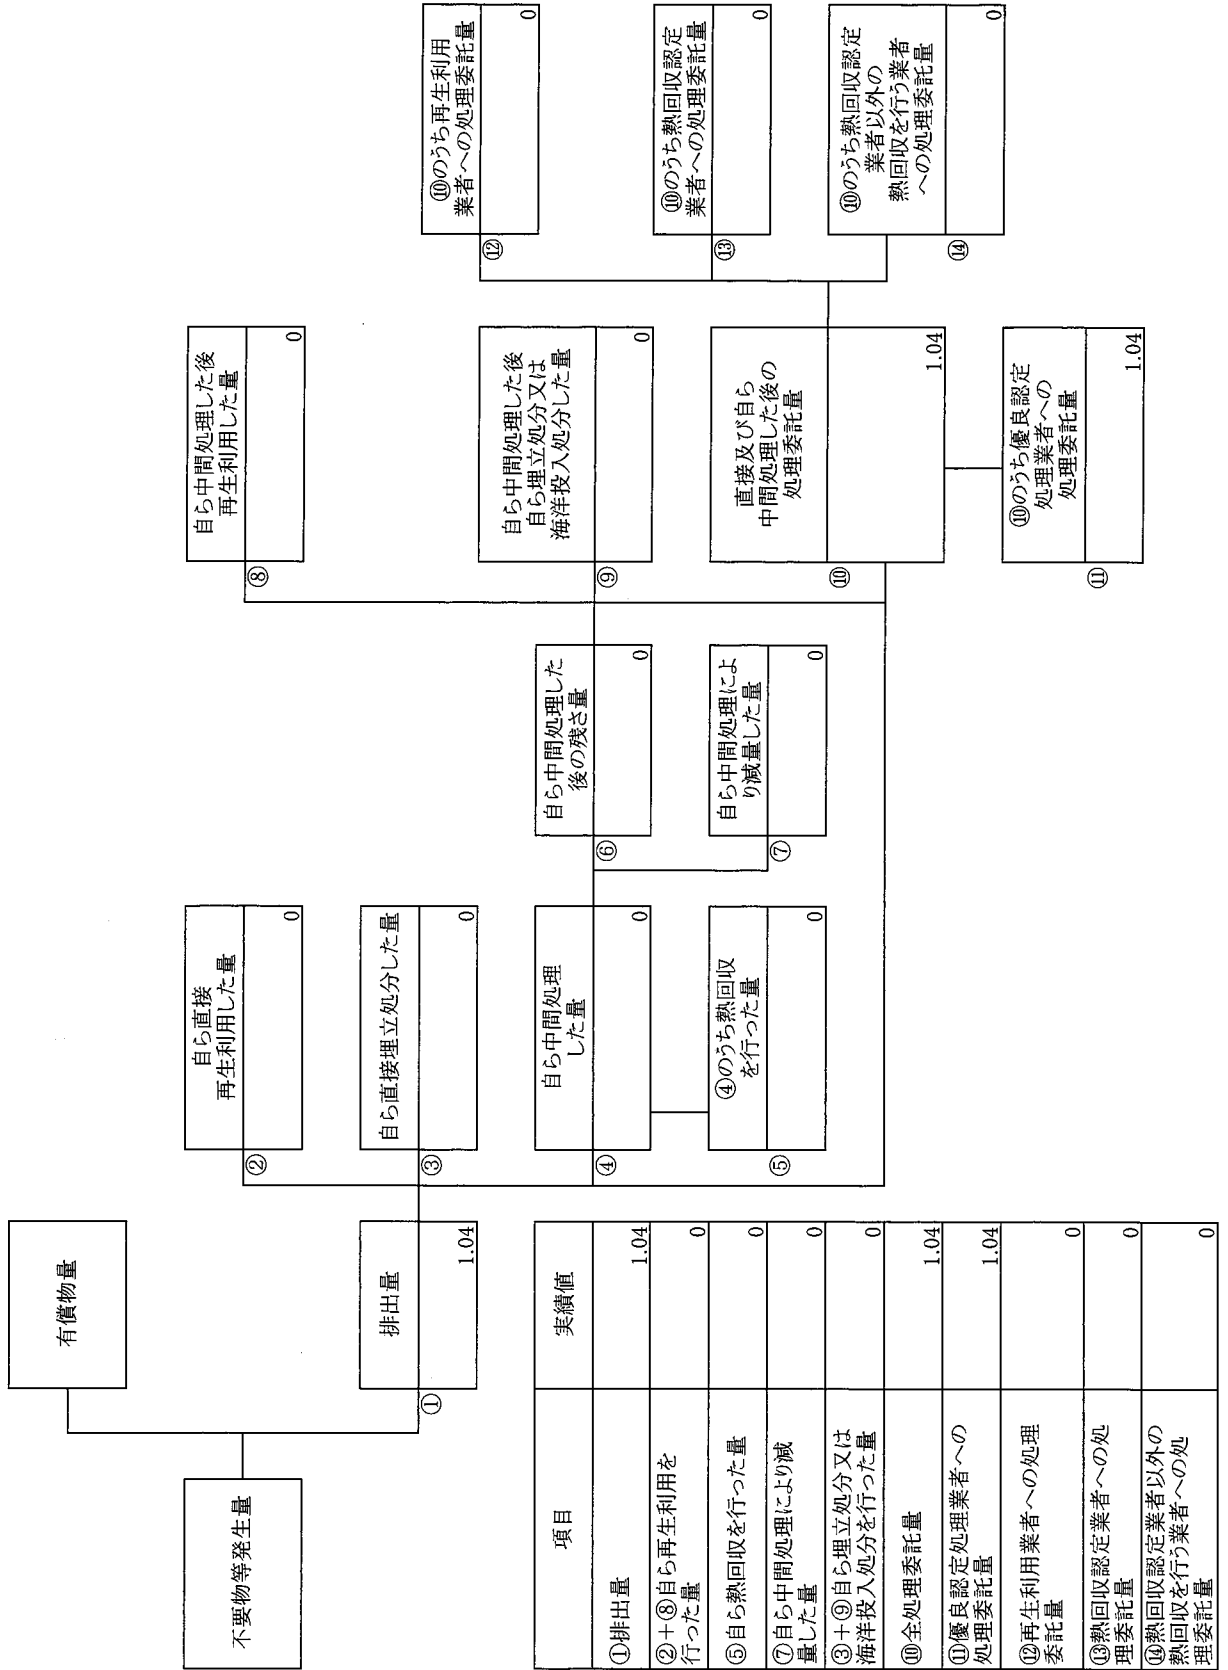 不要物等発生量
有償物量
①
排出量
1.04
②
自ら直接
再生利用した量
0
③
自ら直接埋立処分した量
0
④
自ら中間処理
した量
0
⑤
④のうち熱回収
を行った量
0
⑥
自ら中間処理した
後の残さ量
0
⑦
自ら中間処理によ
り減量した量
0
⑧
自ら中間処理した後
再生利用した量
0
⑨
自ら中間処理した後
自ら埋立処分又は
海洋投入処分した量
0
⑩
直接及び自ら
中間処理した後の
処理委託量
1.04
⑪
⑩のうち優良認定
処理業者への
処理委託量
1.04
⑫
⑩のうち再生利用
業者への処理委託量
0
⑬
⑩のうち熱回収認定
業者への処理委託量
0
⑭
⑩のうち熱回収認定
業者以外の
熱回収を行う業者
への処理委託量
0
項目 実績値
①排出量 1.04
②+⑧自ら再生利用を
行った量 0
⑤自ら熱回収を行った量 0
⑦自ら中間処理により減
量した量 0
③+⑨自ら埋立処分又は
海洋投入処分を行った量 0
⑩全処理委託量 1.04
⑪優良認定処理業者への
処理委託量 1.04
⑫再生利用業者への処理
委託量 0
⑬熱回収認定業者への処
理委託量 0
⑭熱回収認定業者以外の
熱回収を行う業者への処
理委託量 0